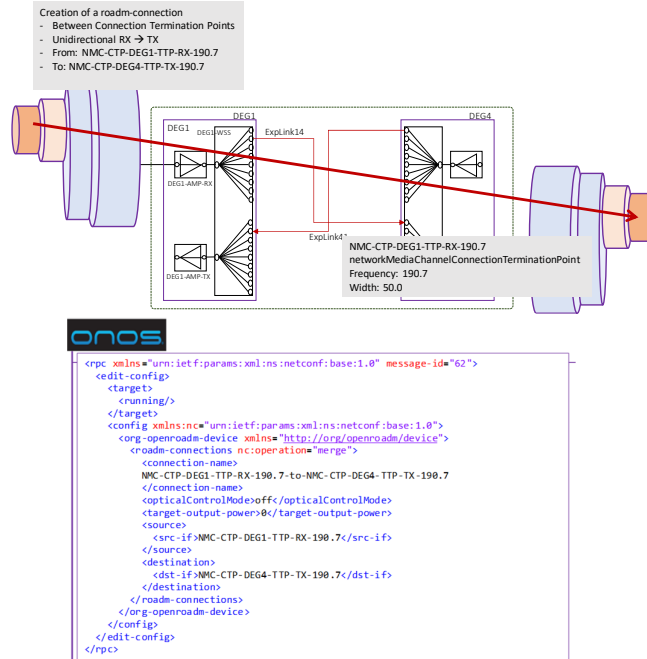 Creation of a roadm-connection
- Between Connection Termination Points
- Unidirectional RX → TX
- From: NMC-CTP-DEG1-TTP-RX-190.7
- To: NMC-CTP-DEG4-TTP-TX-190.7
DEG1
DEG4
DEG1
DEG1-WSS
ExpLink14
DEG1-AMP-RX
ExpLink41
DEG1-AMP-TX
NMC-CTP-DEG1-TTP-RX-190.7
networkMediaChannelConnectionTerminationPoint
Frequency: 190.7
Width: 50.0
onos
<rpc xmlns="urn:ietf:params:xml:ns:netconf:base:1.0" message-id="62">
<edit-config>
<target>
<running/>
</target>
<config xmlns:nc="urn:ietf:params:xml:ns:netconf:base:1.0">
<org-openroadm-device xmlns="http://org/openroadm/device">
<roadm-connections nc:operation="merge">
<connection-name>
NMC-CTP-DEG1-TTP-RX-190.7-to-NMC-CTP-DEG4-TTP-TX-190.7
</connection-name>
<opticalControlMode>off</opticalControlMode>
<target-output-power>0</target-output-power>
<source>
<src-if>NMC-CTP-DEG1-TTP-RX-190.7</src-if>
</source>
<destination>
<dst-if>NMC-CTP-DEG4-TTP-TX-190.7</dst-if>
</destination>
</roadm-connections>
</org-openroadm-device>
</config>
</edit-config>
</rpc>